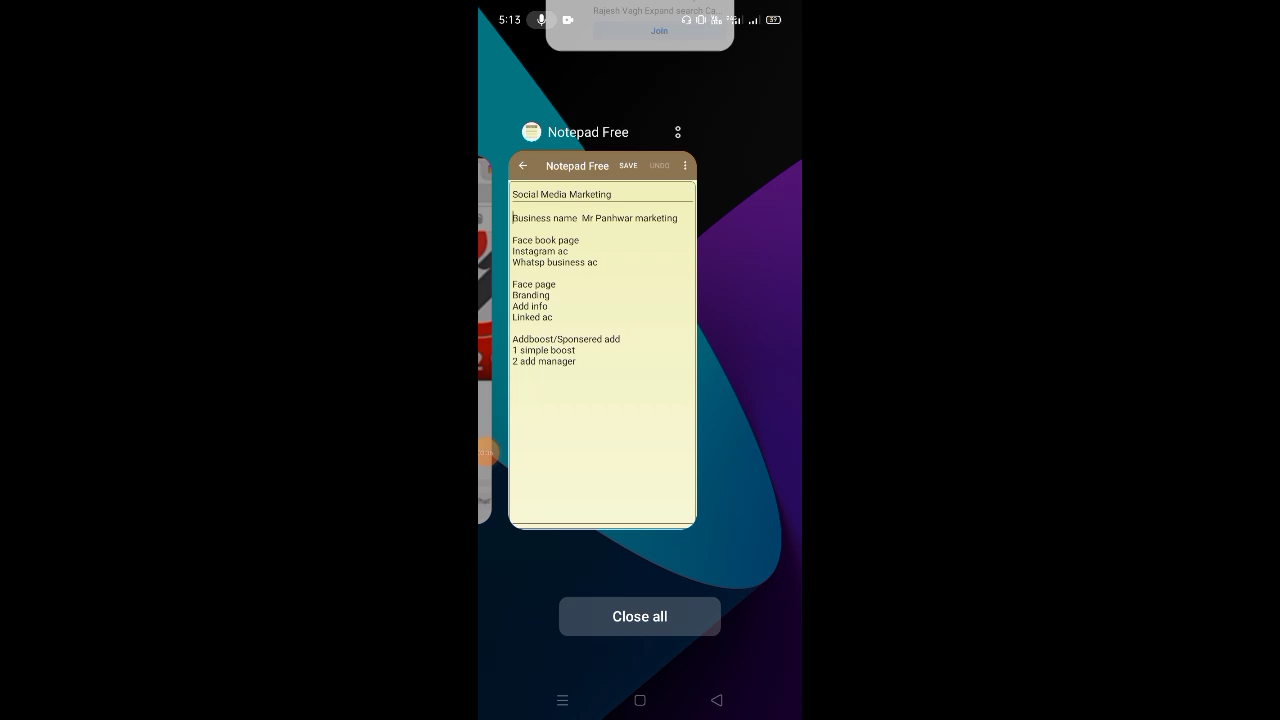 Rajesh Vagh Expand search Ca...
5:13
Join
39
Notepad Free
Notepad Free SAVE UNDO
Social Media Marketing
Business name Mr Panhwar marketing
Face book page
Instagram ac
Whatsp business ac
Face page
Branding
Add info
Linked ac
Addboost/Sponsered add
1 simple boost
2 add manager
Close all